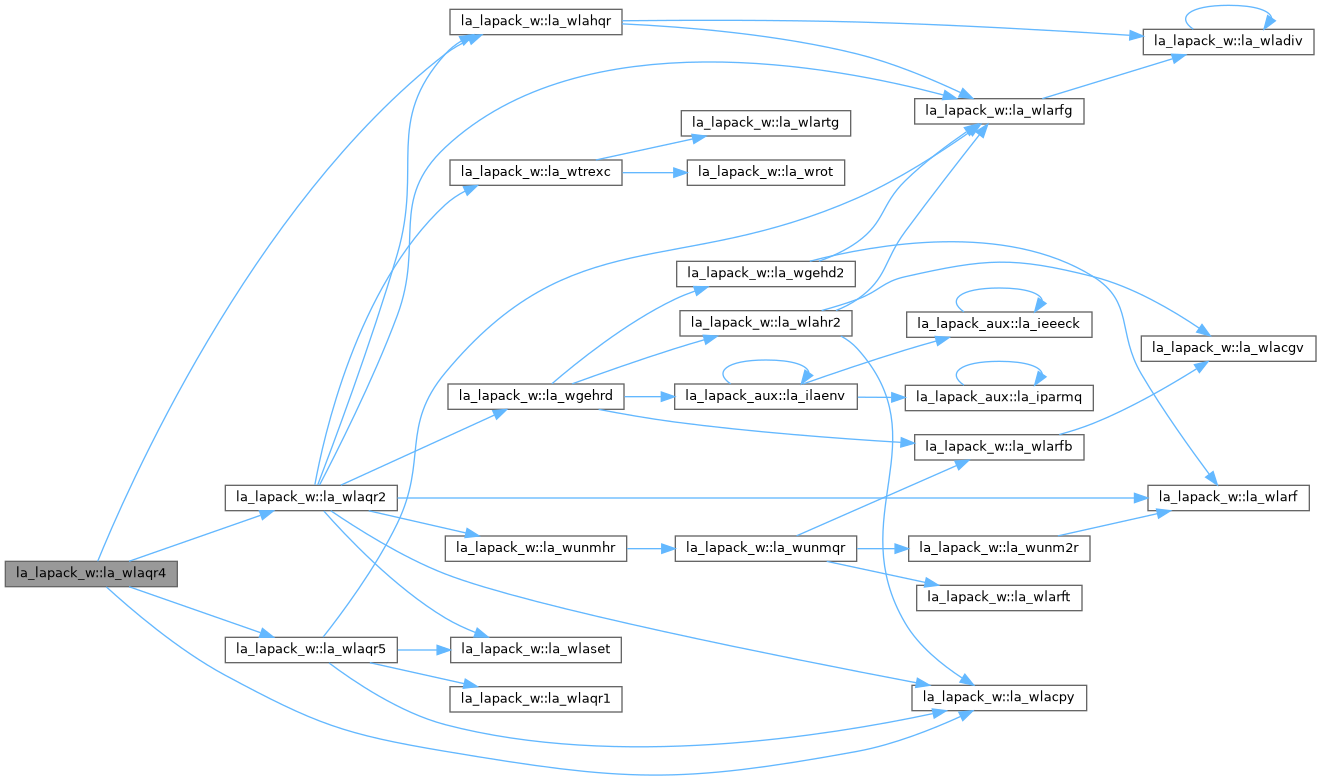 la_lapack_w::la_wlahqr
la_lapack_w::la_wladiv
la_lapack_w::la_wlarfg
la_lapack_w::la_wlartg
la_lapack_w::la_wtrexc
la_lapack_w::la_wrot
la_lapack_w::la_wgehd2
la_lapack_w::la_wlahr2
la_lapack_aux::la_ieeeck
la_lapack_w::la_wlacgv
la_lapack_w::la_wgehrd
la_lapack_aux::la_ilaenv
la_lapack_aux::la_iparmq
la_lapack_w::la_wlarfb
la_lapack_w::la_wlaqr2
la_lapack_w::la_wlarf
la_lapack_w::la_wunmhr
la_lapack_w::la_wunmqr
la_lapack_w::la_wunm2r
la_lapack_w::la_wlaqr4
la_lapack_w::la_wlarft
la_lapack_w::la_wlaqr5
la_lapack_w::la_wlaset
la_lapack_w::la_wlaqr1
la_lapack_w::la_wlacpy